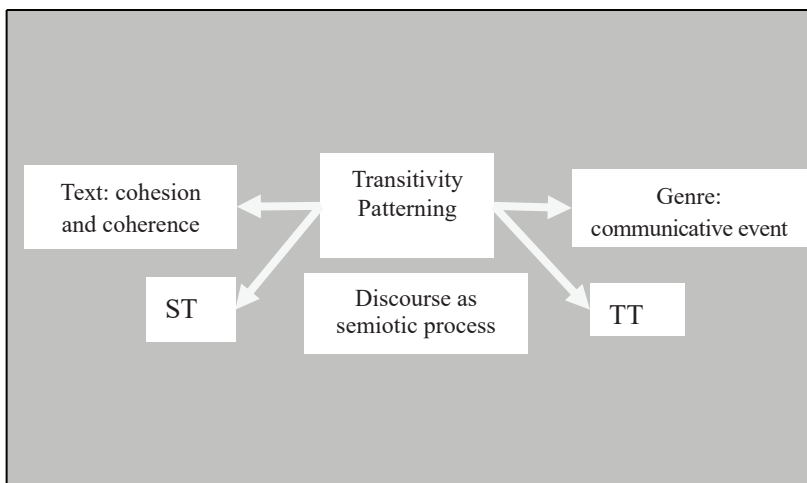 Text: cohesion
and coherence
Transitivity
Patterning
Genre:
communicative event
ST
Discourse as
semiotic process
TT